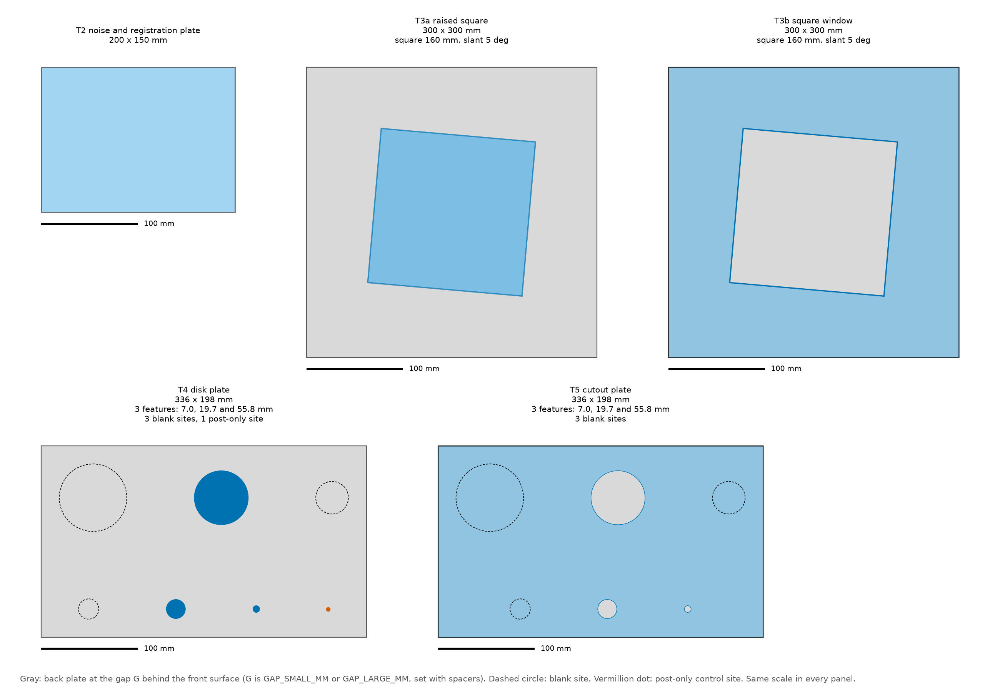 T2 noise and registration plate
200 x 150 mm
T3a raised square
300 x 300 mm
square 160 mm, slant 5 deg
T3b square window
300 x 300 mm
square 160 mm, slant 5 deg
100 mm
100 mm
100 mm
T4 disk plate
336 x 198 mm
3 features: 7.0, 19.7 and 55.8 mm
3 blank sites, 1 post-only site
T5 cutout plate
336 x 198 mm
3 features: 7.0, 19.7 and 55.8 mm
3 blank sites
100 mm
100 mm
Gray: back plate at the gap G behind the front surface (G is GAP_SMALL_MM or GAP_LARGE_MM, set with spacers). Dashed circle: blank site. Vermillion dot: post-only control site. Same scale in every panel.